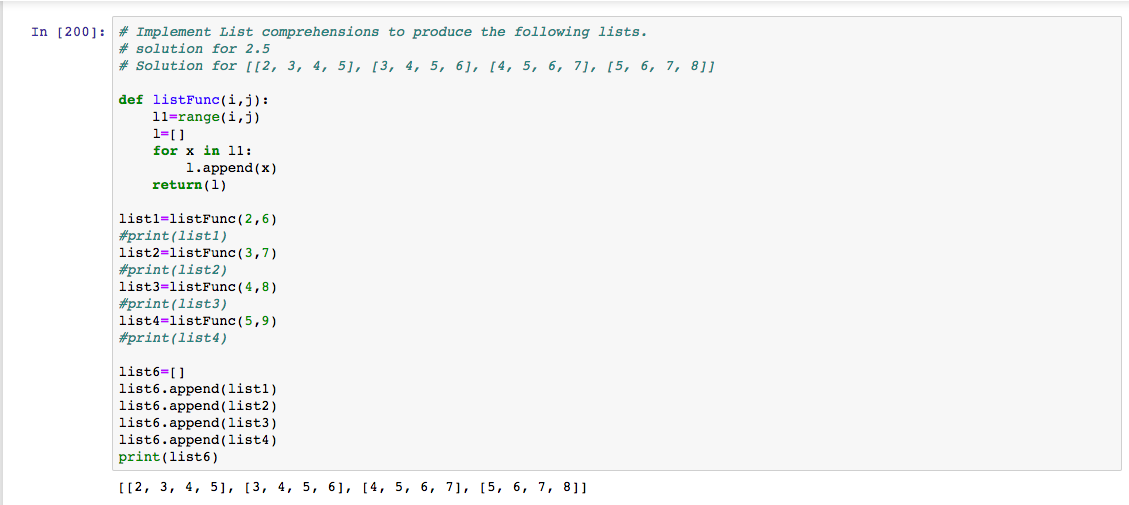 In [200]: # Implement List comprehensions to produce the following lists.
# solution for 2.5
# Solution for [[2, 3, 4, 5], [3, 4, 5, 6], [4, 5, 6, 7], [5, 6, 7, 8]]
def listFunc(i,j):
    l1=range(i,j)
    l=[]
    for x in l1:
        l.append(x)
    return(l)
list1=listFunc(2,6)
#print(list1)
list2=listFunc(3,7)
#print(list2)
list3=listFunc(4,8)
#print(list3)
list4=listFunc(5,9)
#print(list4)
list6=[]
list6.append(list1)
list6.append(list2)
list6.append(list3)
list6.append(list4)
print(list6)
[[2, 3, 4, 5], [3, 4, 5, 6], [4, 5, 6, 7], [5, 6, 7, 8]]